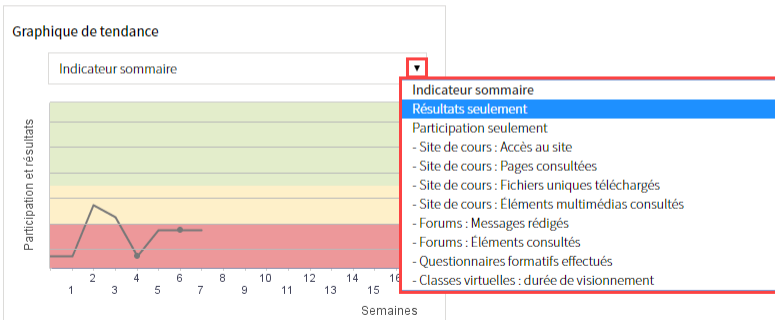 Graphique de tendance
Indicateur sommaire
▼
Indicateur sommaire
Résultats seulement
Participation seulement
- Site de cours : Accès au site
- Site de cours : Pages consultées
- Site de cours : Fichiers uniques téléchargés
- Site de cours : Éléments multimédias consultés
- Forums : Messages rédigés
- Forums : Éléments consultés
- Questionnaires formatifs effectués
- Classes virtuelles : durée de visionnement
Participation et résultats
2 4 6 8 10 12 14 16
1 3 5 7 9 11 13 15
Semaines